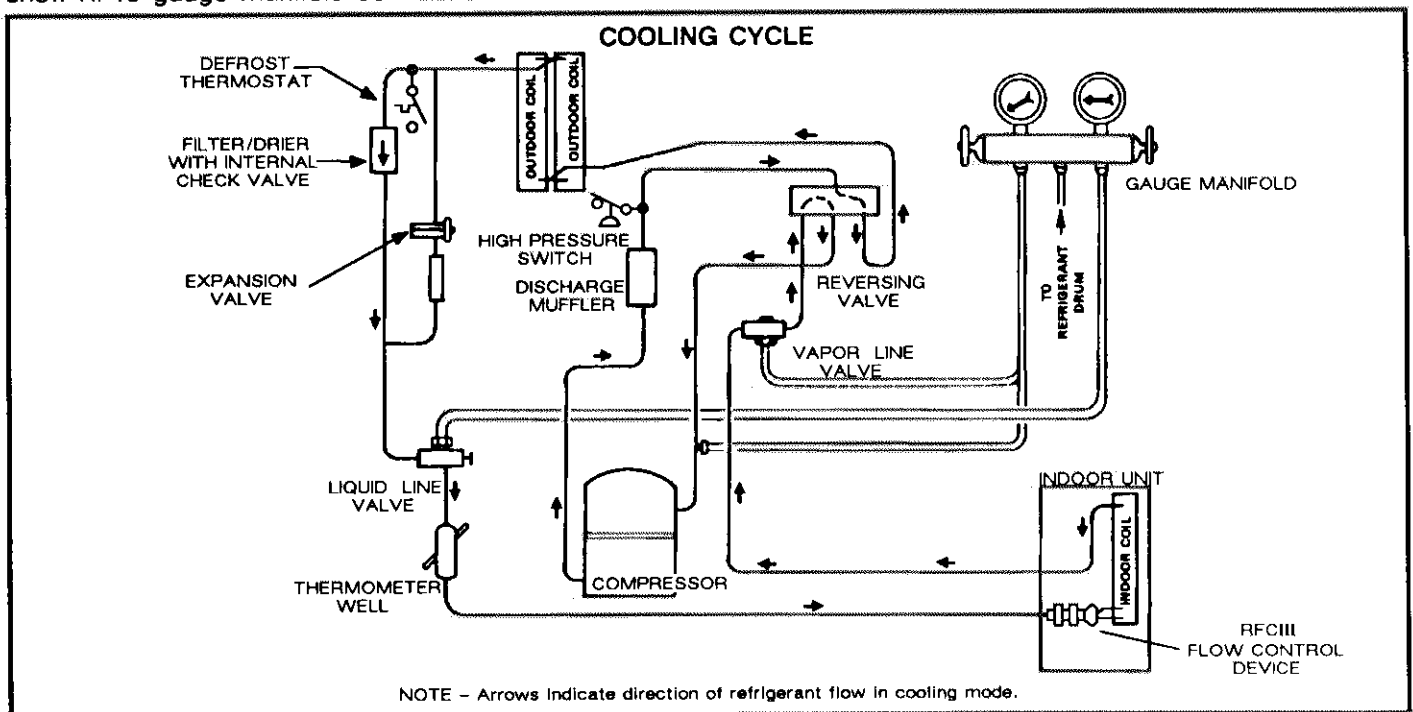 COOLING CYCLE
DEFROST
THERMOSTAT
FILTER/DRIER
WITH INTERNAL
CHECK VALVE
EXPANSION
VALVE
OUTDOOR COIL
OUTDOOR COIL
HIGH PRESSURE
SWITCH
DISCHARGE
MUFFLER
REVERSING
VALVE
GAUGE MANIFOLD
TO
REFRIGERANT
DRUM
VAPOR LINE
VALVE
LIQUID LINE
VALVE
THERMOMETER
WELL
COMPRESSOR
INDOOR UNIT
INDOOR COIL
RFCIII
FLOW CONTROL
DEVICE
NOTE – Arrows indicate direction of refrigerant flow in cooling mode.